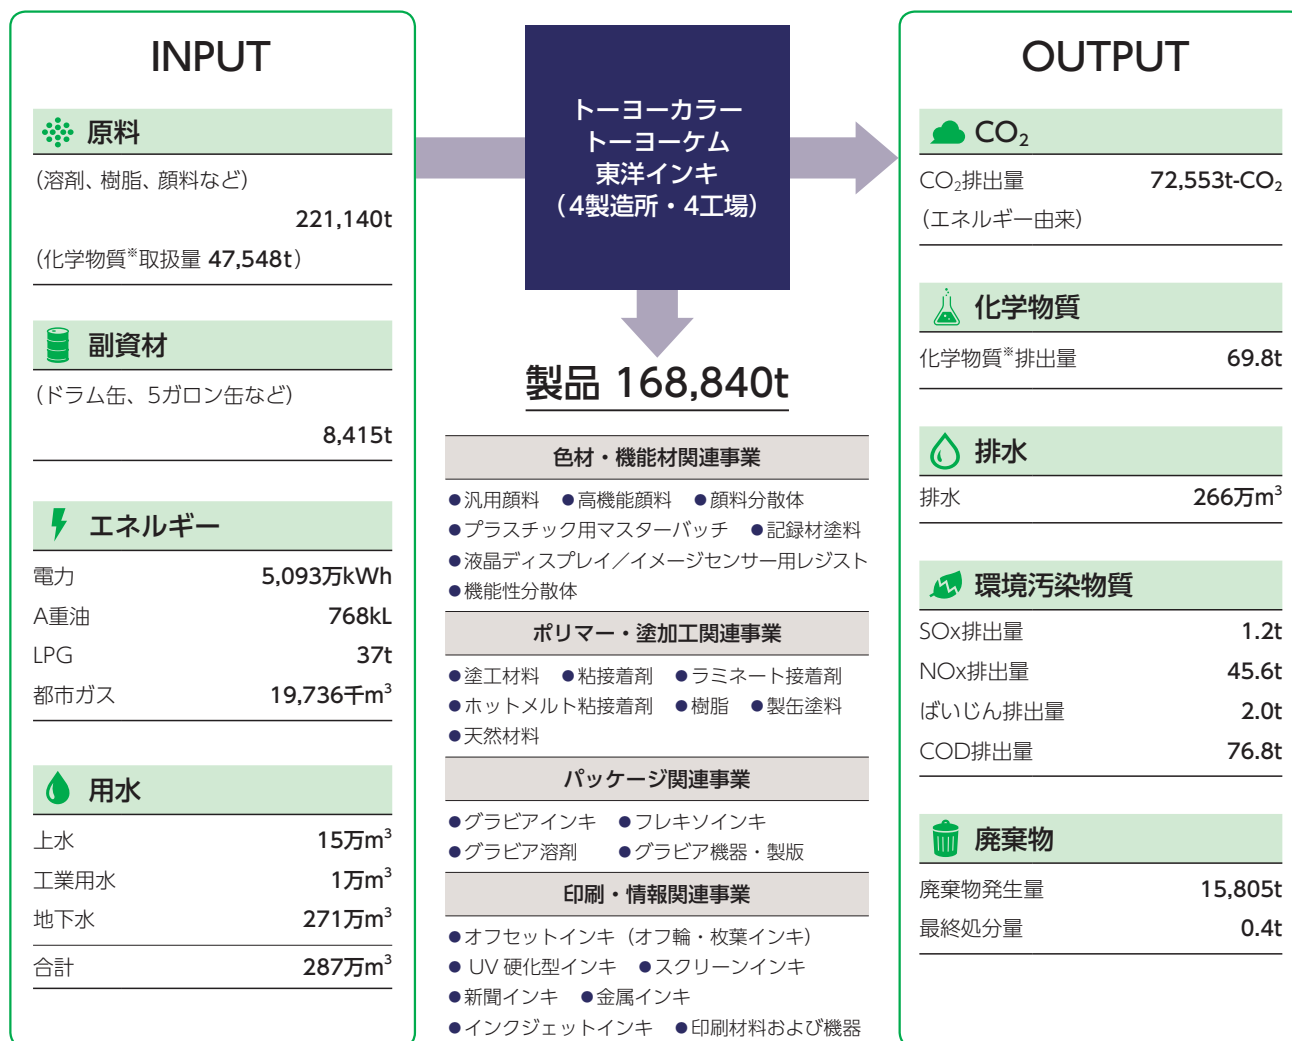 INPUT
原料
(溶剤、樹脂、顔料など)
221,140t
(化学物質※取扱量 47,548t)
副資材
(ドラム缶、5ガロン缶など)
8,415t
エネルギー
電力 5,093万kWh
A重油 768kL
LPG 37t
都市ガス 19,736千m³
用水
上水 15万m³
工業用水 1万m³
地下水 271万m³
合計 287万m³
トーヨーカラー
トーヨーケム
東洋インキ
(4製造所・4工場)
製品 168,840t
色材・機能材関連事業
●汎用顔料 ●高機能顔料 ●顔料分散体
●プラスチック用マスターバッチ ●記録材塗料
●液晶ディスプレイ／イメージセンサー用レジスト
●機能性分散体
ポリマー・塗加工関連事業
●塗工材料 ●粘接着剤 ●ラミネート接着剤
●ホットメルト粘接着剤 ●樹脂 ●製缶塗料
●天然材料
パッケージ関連事業
●グラビアインキ ●フレキソインキ
●グラビア溶剤 ●グラビア機器・製版
印刷・情報関連事業
●オフセットインキ（オフ輪・枚葉インキ）
●UV 硬化型インキ ●スクリーンインキ
●新聞インキ ●金属インキ
●インクジェットインキ ●印刷材料および機器
OUTPUT
CO₂
CO₂排出量 72,553t-CO₂
(エネルギー由来)
化学物質
化学物質※排出量 69.8t
排水
排水 266万m³
環境汚染物質
SOx排出量 1.2t
NOx排出量 45.6t
ばいじん排出量 2.0t
COD排出量 76.8t
廃棄物
廃棄物発生量 15,805t
最終処分量 0.4t